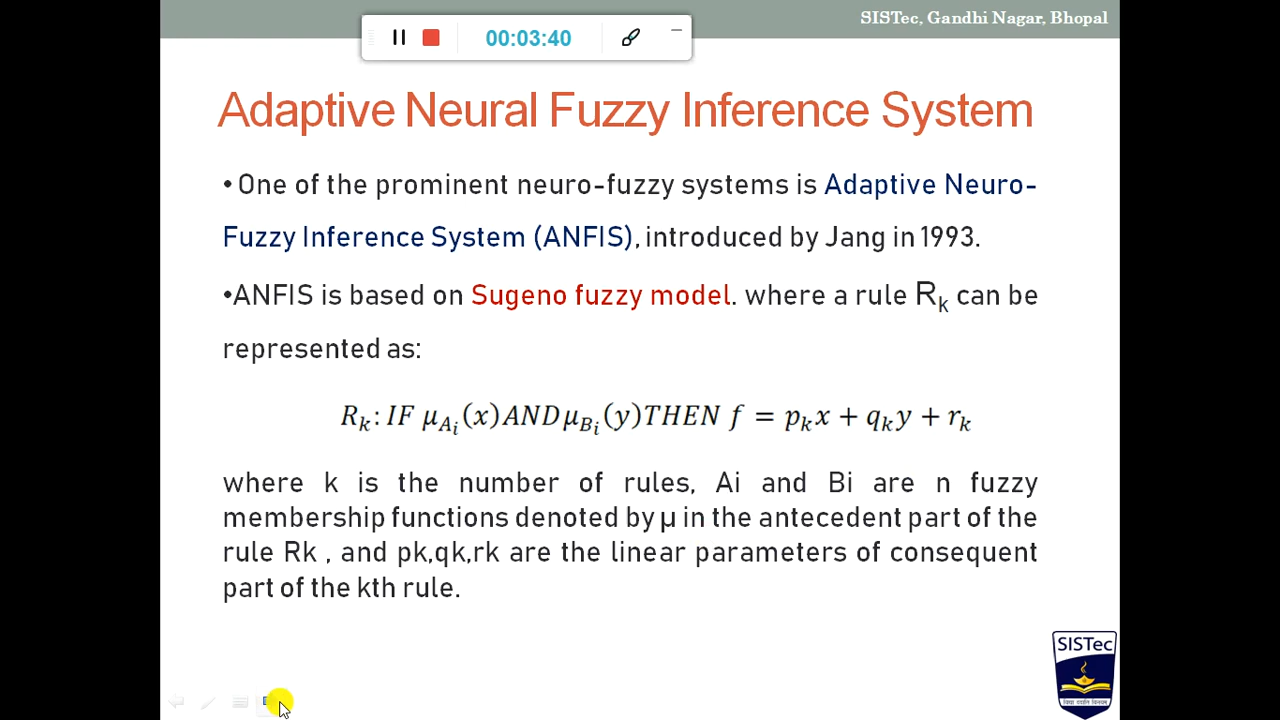 SISTec, Gandhi Nagar, Bhopal
00:03:40
Adaptive Neural Fuzzy Inference System
• One of the prominent neuro-fuzzy systems is Adaptive Neuro-
Fuzzy Inference System (ANFIS), introduced by Jang in 1993.
•ANFIS is based on Sugeno fuzzy model. where a rule Rk can be
represented as:
Rk: IF μAi(x)AND μBi(y)THEN f = pkx + qky + rk
where k is the number of rules, Ai and Bi are n fuzzy
membership functions denoted by μ in the antecedent part of the
rule Rk , and pk,qk,rk are the linear parameters of consequent
part of the kth rule.
SISTec